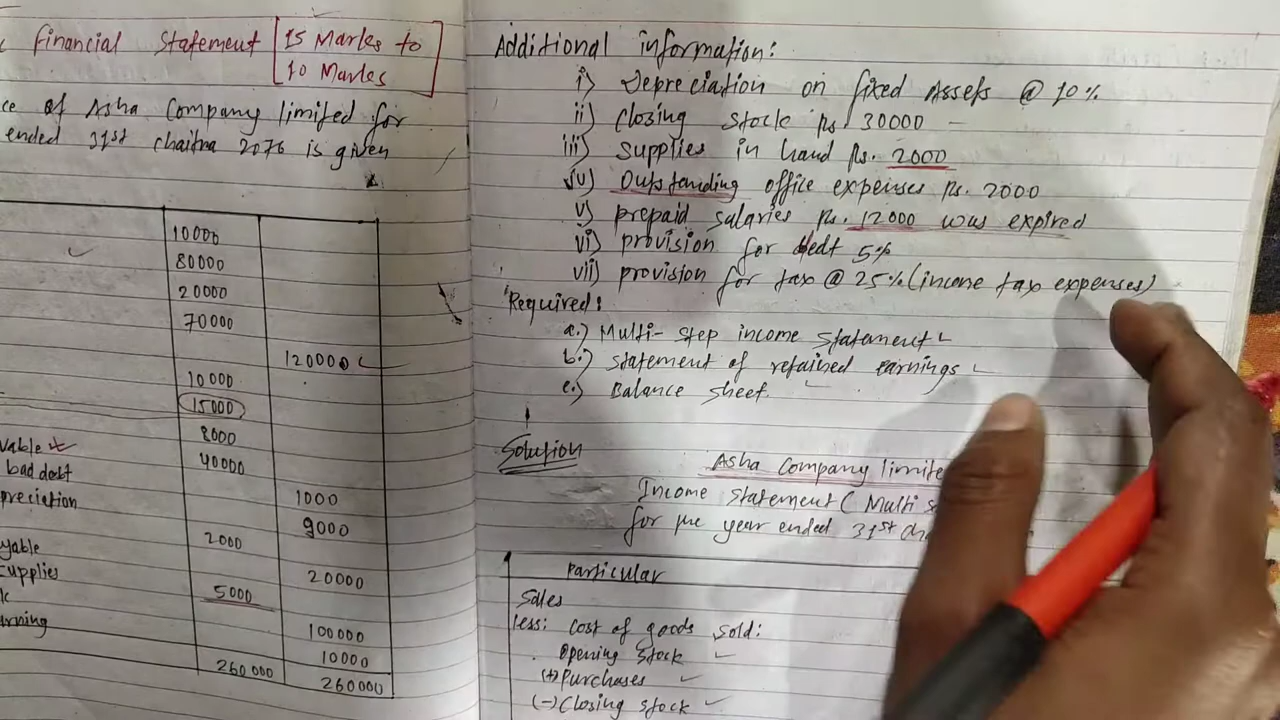 Financial Statement [15 Marks to
10 Marks]
ce of Asha Company limited for
ended 31st chaitra 2076 is given
10000
80000
20000
70000
120000
10000
15000
8000
vable 40000
bad debt
preciation 1000
9000
yable 2000
supplies 20000
5000
rning 100000
10000
260000 260000
Additional information:
i) Depreciation on fixed Assets @ 10%
ii) Closing stock Rs. 30000
iii) Supplies in hand Rs. 2000
iv) Outstanding office expenses Rs. 2000
v) prepaid salaries Rs. 12000 was expired
vi) provision for debt 5%
vii) provision for tax @ 25% (income tax expenses)
Required:
a.) Multi-step income statement
b.) Statement of retained earnings
c.) Balance sheet.
Solution
Asha Company limite
Income statement (Multi s
for the year ended 31st ch
Particular
Sales
less: cost of goods sold:
Opening stock
(+) Purchases
(-) Closing stock